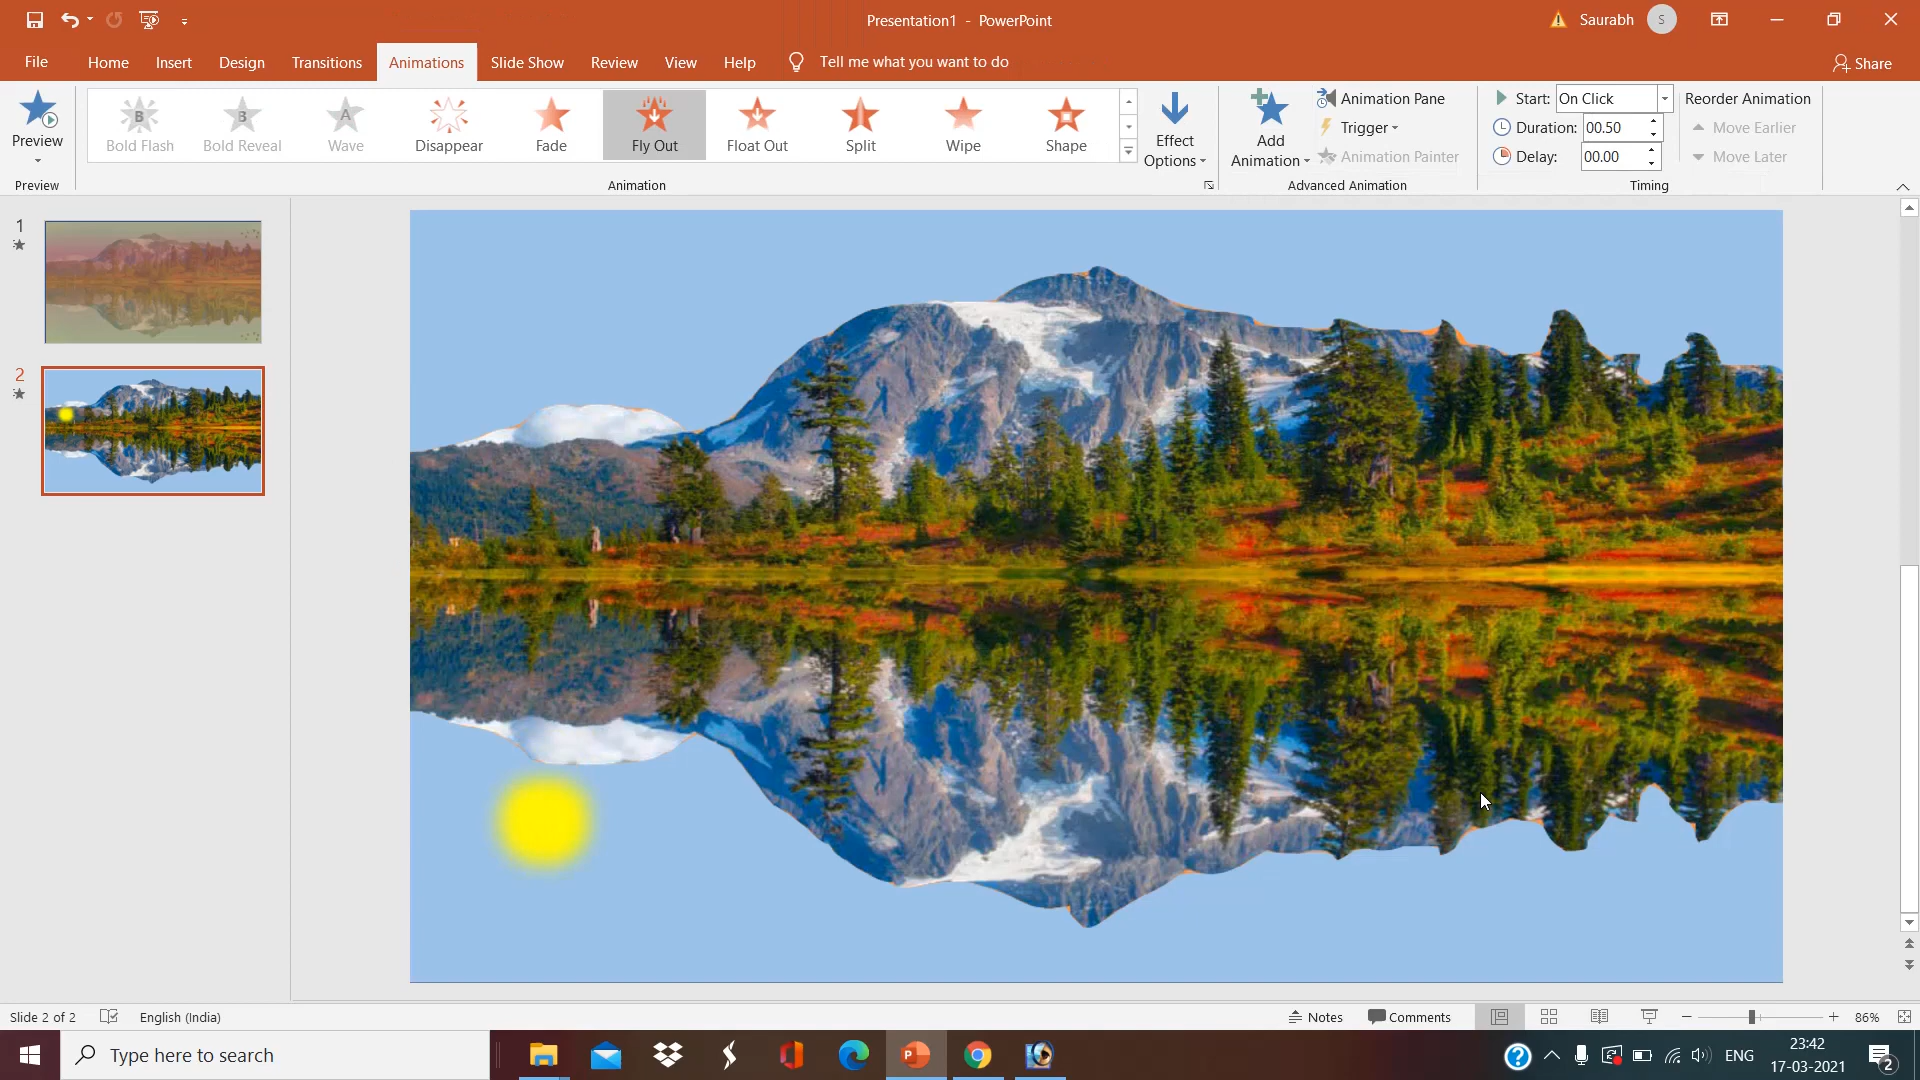 Presentation1 - PowerPoint
Saurabh
S
File
Home
Insert
Design
Transitions
Animations
Slide Show
Review
View
Help
Tell me what you want to do
Share
Preview
B
Bold Flash
B
Bold Reveal
A
Wave
Disappear
Fade
Fly Out
Float Out
Split
Wipe
Shape
Effect
Options
Add
Animation
Animation Pane
Trigger
Animation Painter
Start: On Click
Duration: 00.50
Delay: 00.00
Reorder Animation
Move Earlier
Move Later
Preview
Animation
Advanced Animation
Timing
1
2
Slide 2 of 2
English (India)
Notes
Comments
86%
Type here to search
P
?
ENG
23:42
17-03-2021
2